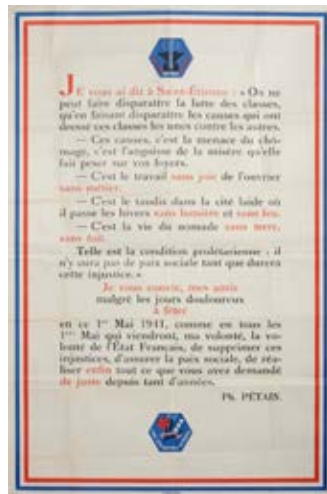 JE vous ai dit à Saint-Étienne : « On ne
peut faire disparaître la lutte des classes,
qu'en faisant disparaître les causes qui ont
dressé ces classes les unes contre les autres.
— Ces causes, c'est la menace du chô-
mage, c'est l'angoisse de la misère qu'elle
fait peser sur vos foyers.
— C'est le travail sans joie de l'ouvrier
sans métier.
— C'est le taudis dans la cité laide où
il passe les hivers sans lumière et sans feu.
— C'est la vie du nomade sans terre,
sans toit.
Telle est la condition prolétarienne : il
n'y aura pas de paix sociale tant que durera
cette injustice. »
Je vous convie, mes amis
malgré les jours douloureux
à fêter
en ce 1er Mai 1941, comme en tous les
1ers Mai qui viendront, ma volonté, la vo-
lonté de l'État Français, de supprimer ces
injustices, d'assurer la paix sociale, de réa-
liser enfin tout ce que vous avez demandé
de juste depuis tant d'années.
Ph. PÉTAIN.